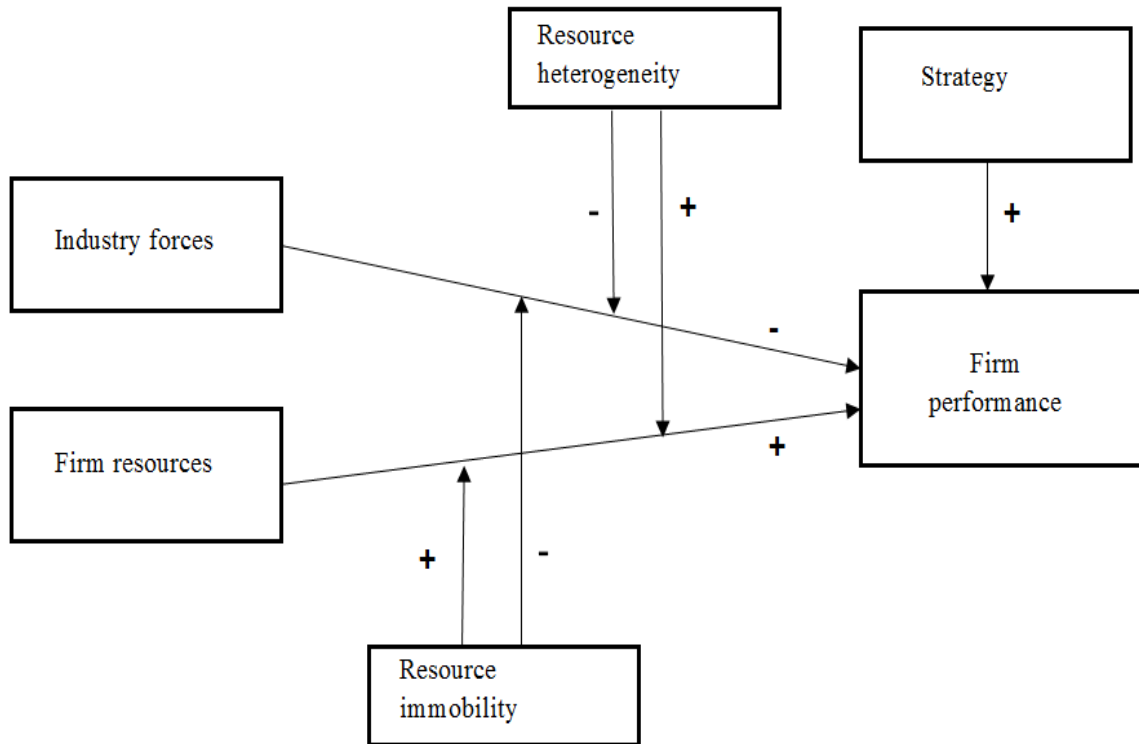 Resource
heterogeneity
Strategy
-
+
+
Industry forces
-
Firm
performance
Firm resources
+
+
-
Resource
immobility